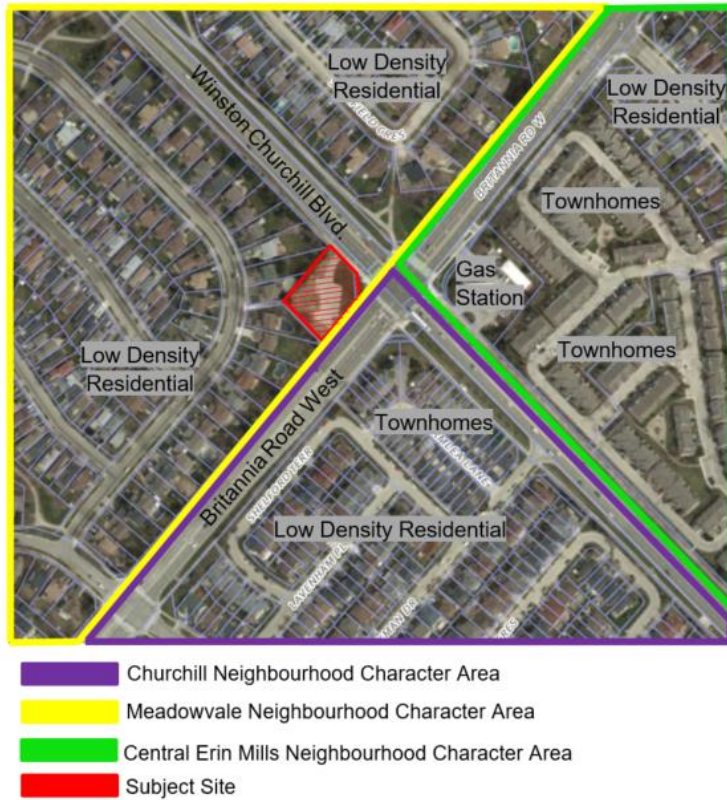 Low Density
Residential
Winston Churchill Blvd.
BRITANNIA RD W
Low Density
Residential
Townhomes
Gas
Station
Low Density
Residential
Townhomes
Britannia Road West
Townhomes
Low Density Residential
Churchill Neighbourhood Character Area
Meadowvale Neighbourhood Character Area
Central Erin Mills Neighbourhood Character Area
Subject Site